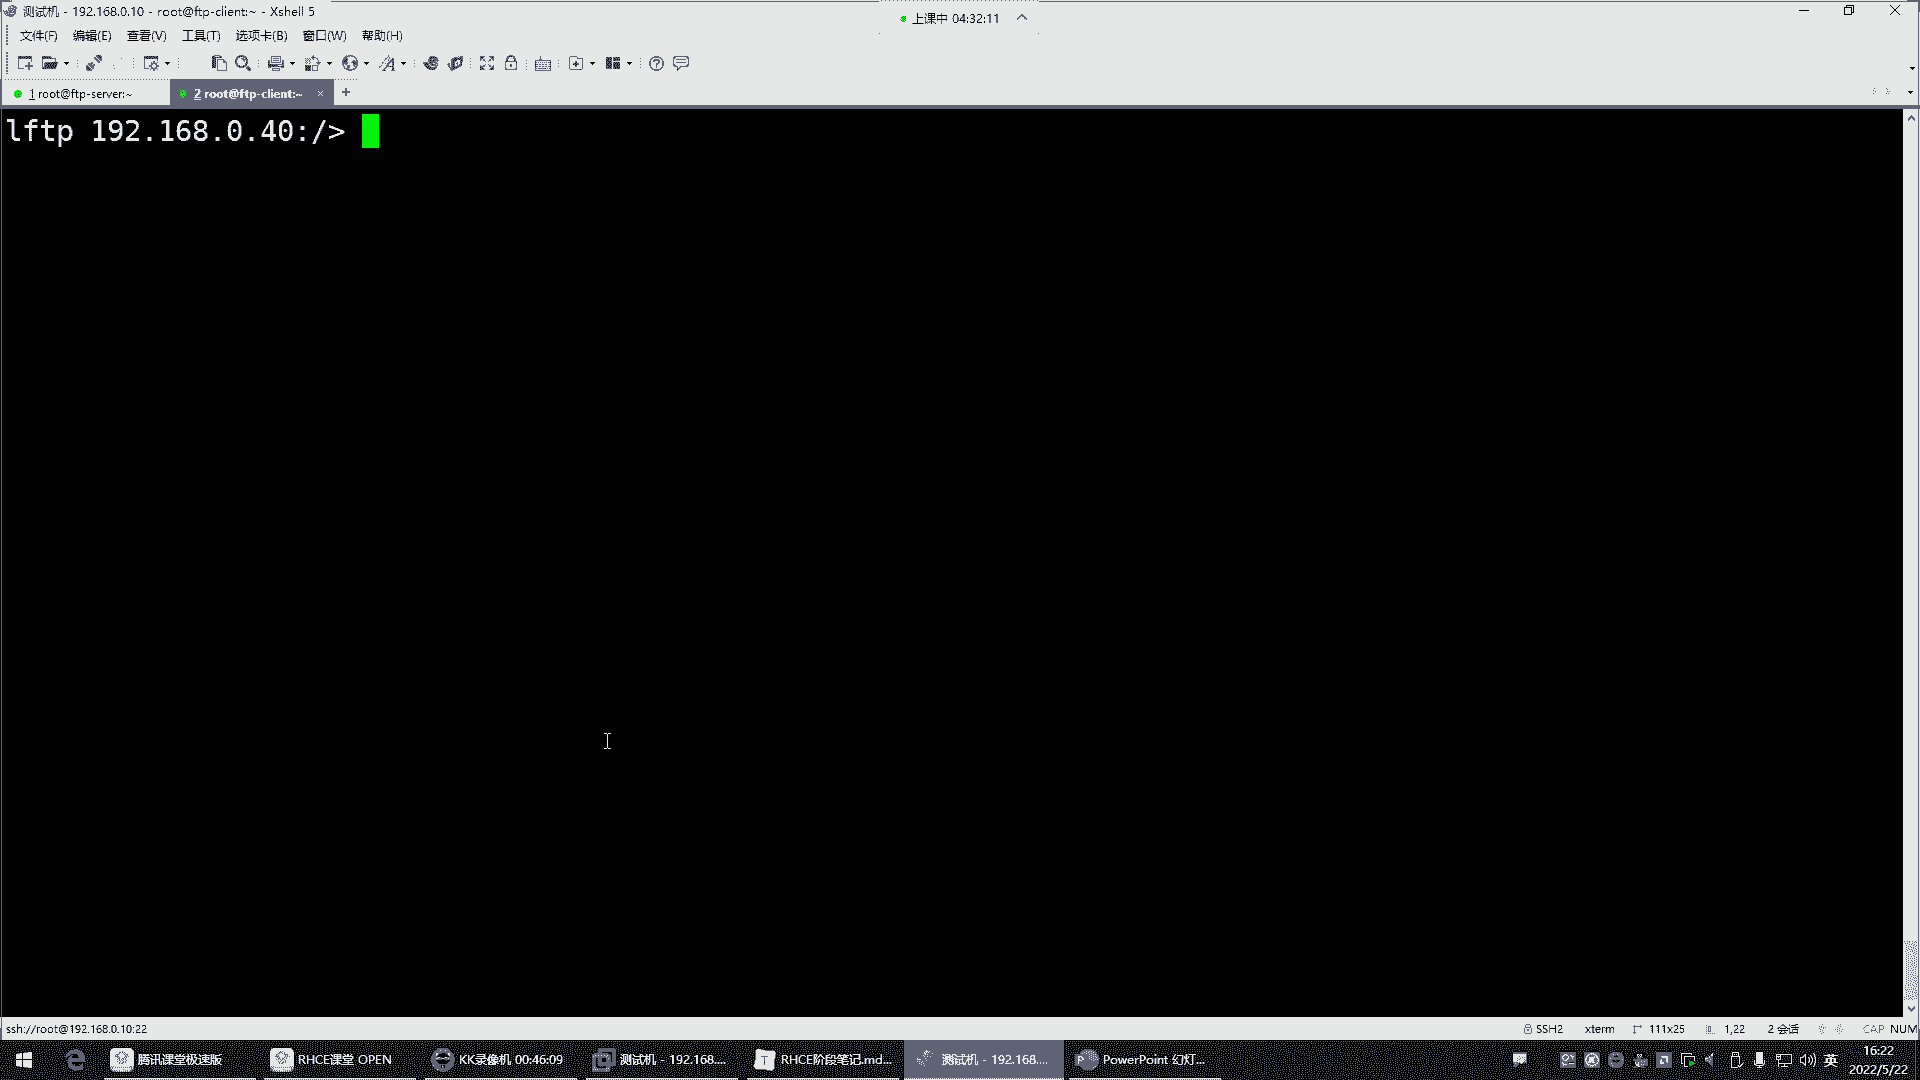 测试机 - 192.168.0.10 - root@ftp-client:~ - Xshell 5
上课中 04:32:11
文件(F) 编辑(E) 查看(V) 工具(T) 选项卡(B) 窗口(W) 帮助(H)
1 root@ftp-server:~ 2 root@ftp-client:~ × +
lftp 192.168.0.40:/>
ssh://root@192.168.0.10:22 SSH2 xterm 111x25 1,22 2 会话 CAP NUM
腾讯课堂极速版 RHCE课堂 OPEN KK录像机 00:46:09 测试机 - 192.168.... RHCE阶段笔记.md... 测试机 - 192.168.... PowerPoint 幻灯... 英 16:22
2022/5/22